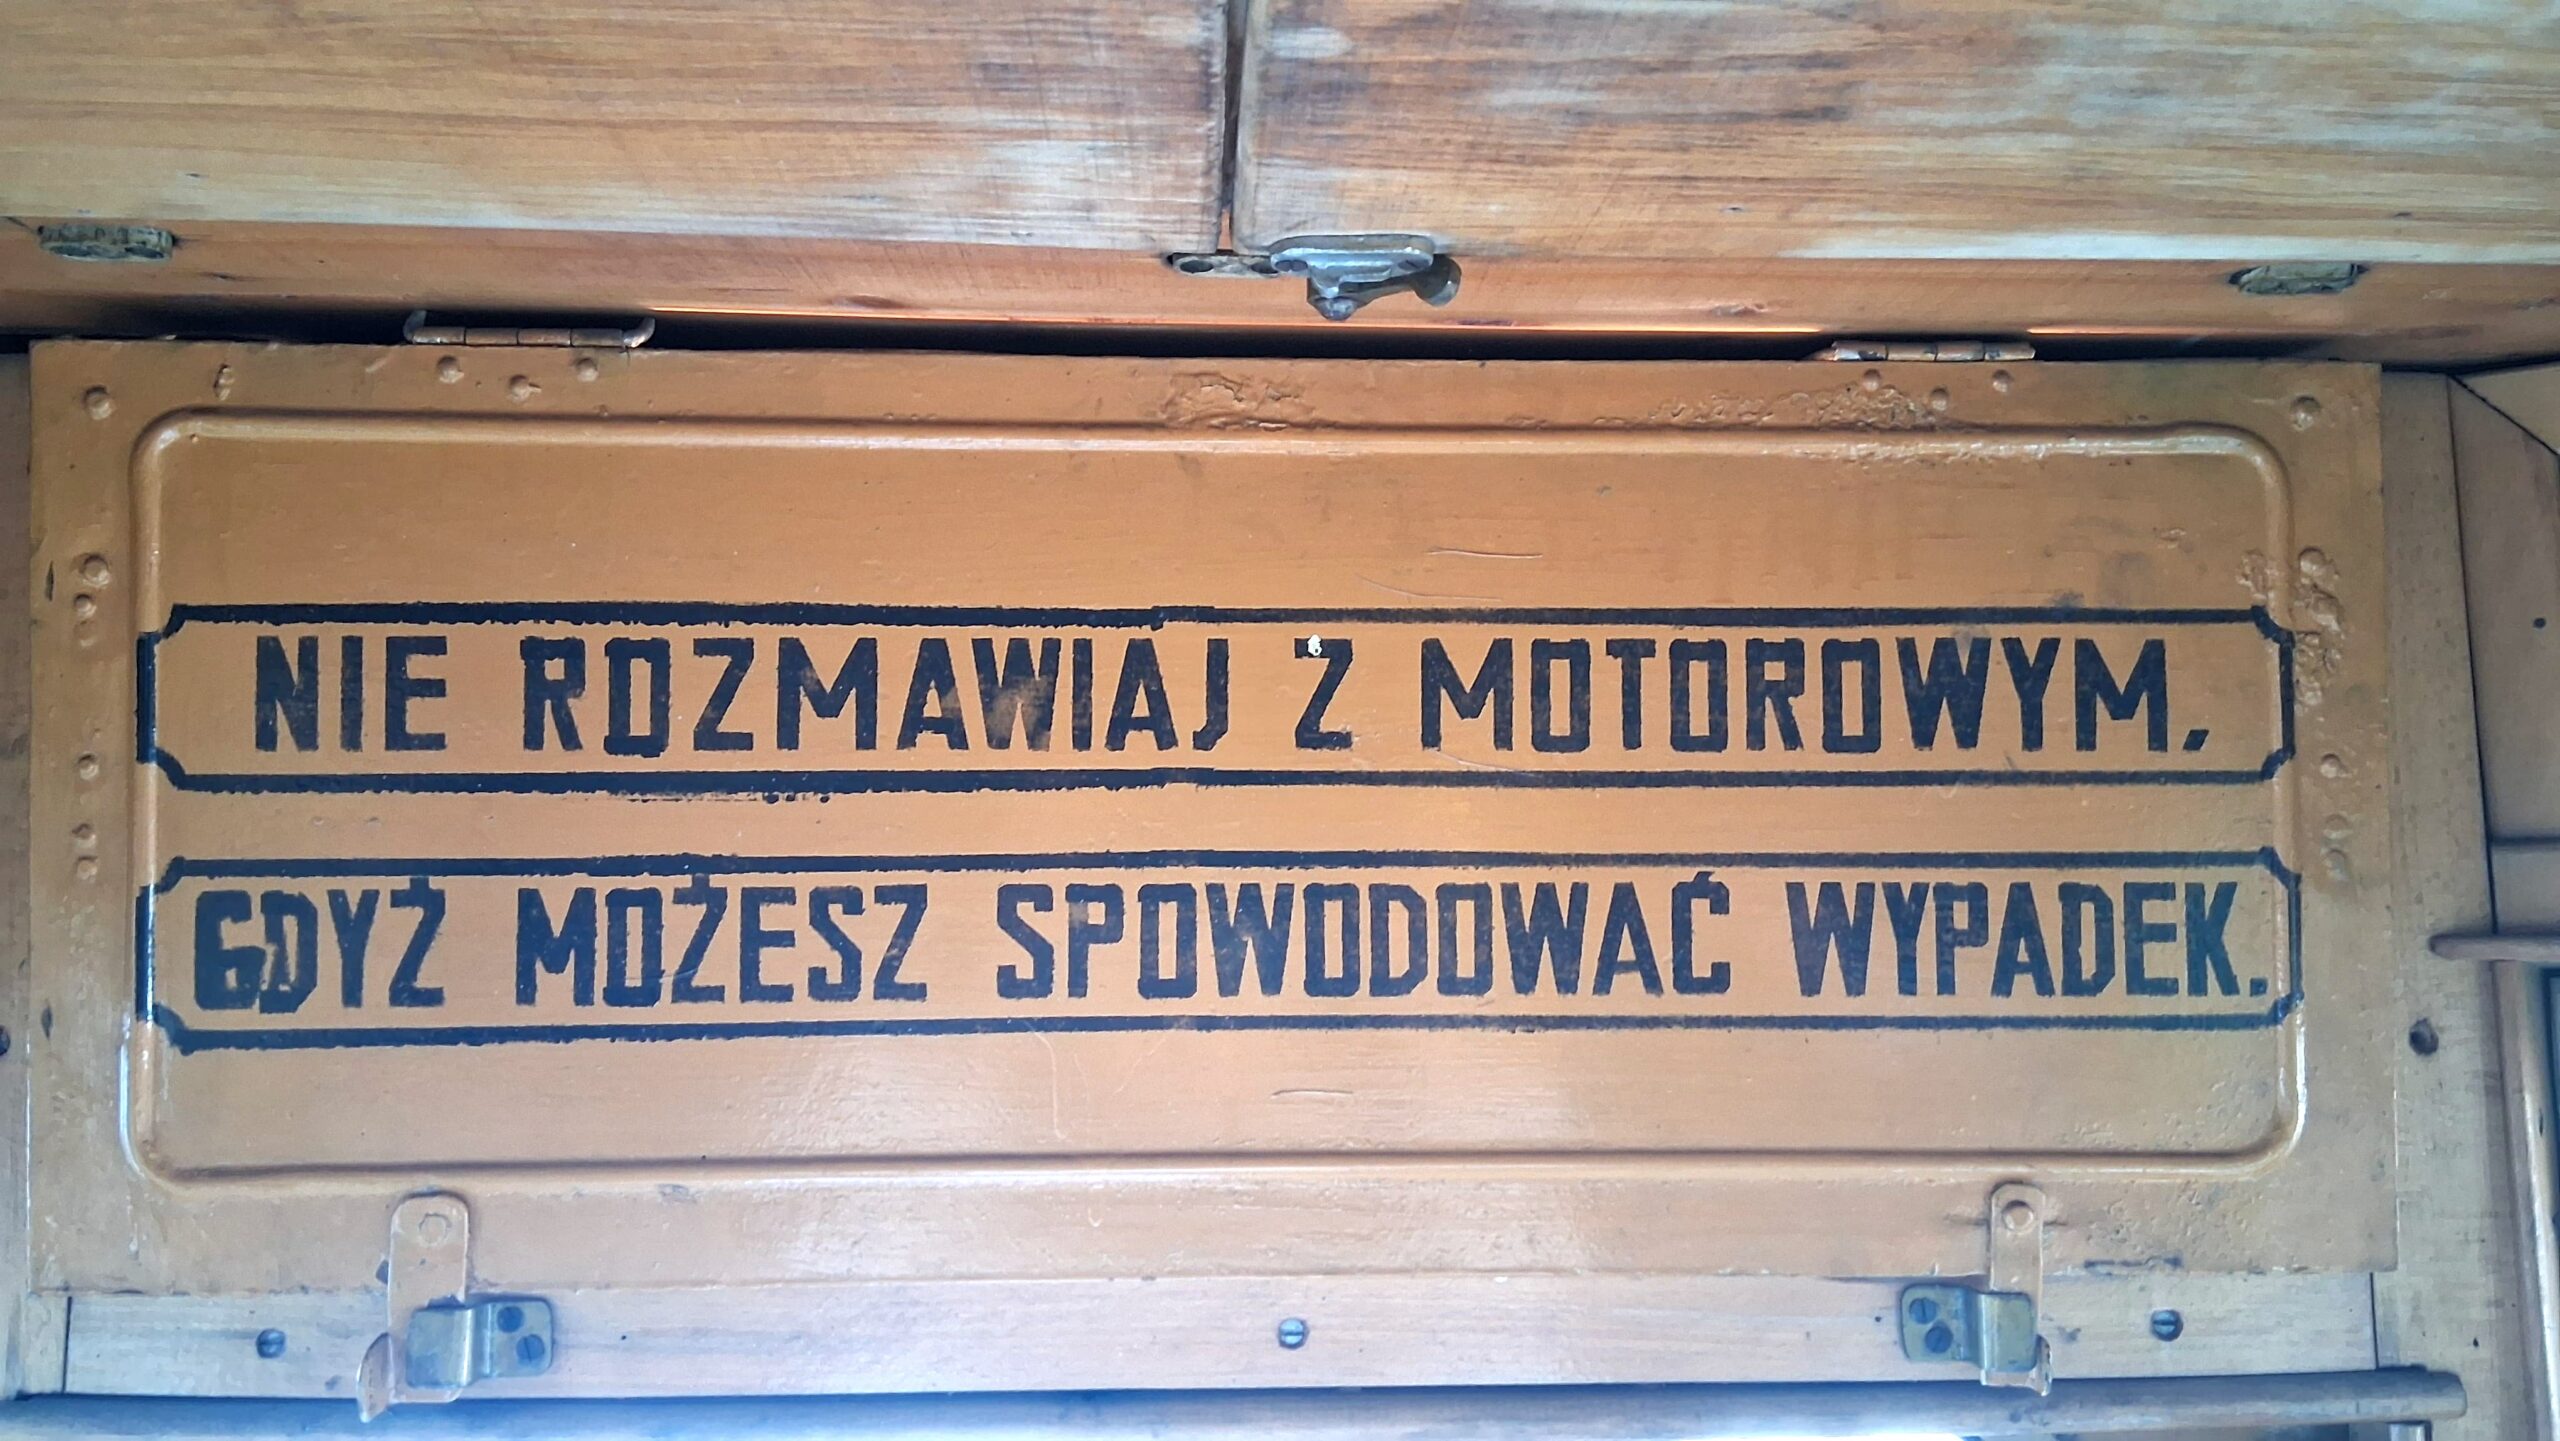 NIE ROZMAWIAJ Z MOTOROWYM,
GDYŻ MOŻESZ SPOWODOWAĆ WYPADEK.